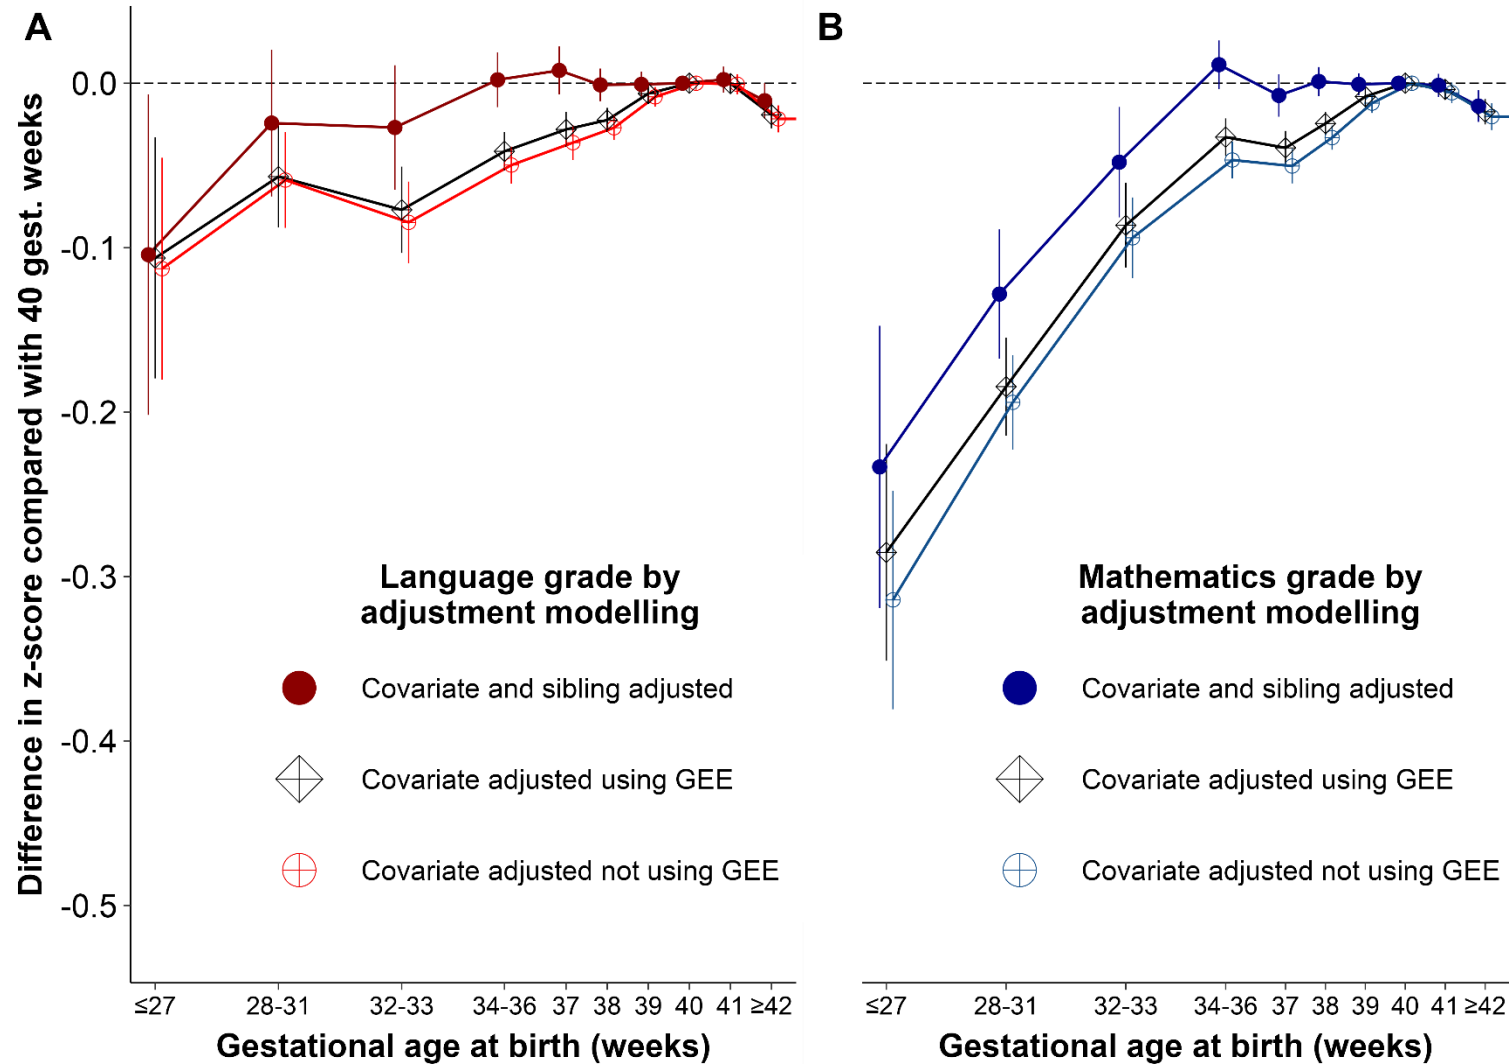 A
B
Difference in z-score compared with 40 gest. weeks
0.0
-0.1
-0.2
-0.3
-0.4
-0.5
Language grade by
adjustment modelling
Covariate and sibling adjusted
Covariate adjusted using GEE
Covariate adjusted not using GEE
≤27 28-31 32-33 34-36 37 38 39 40 41 ≥42
Gestational age at birth (weeks)
Mathematics grade by
adjustment modelling
Covariate and sibling adjusted
Covariate adjusted using GEE
Covariate adjusted not using GEE
≤27 28-31 32-33 34-36 37 38 39 40 41 ≥42
Gestational age at birth (weeks)